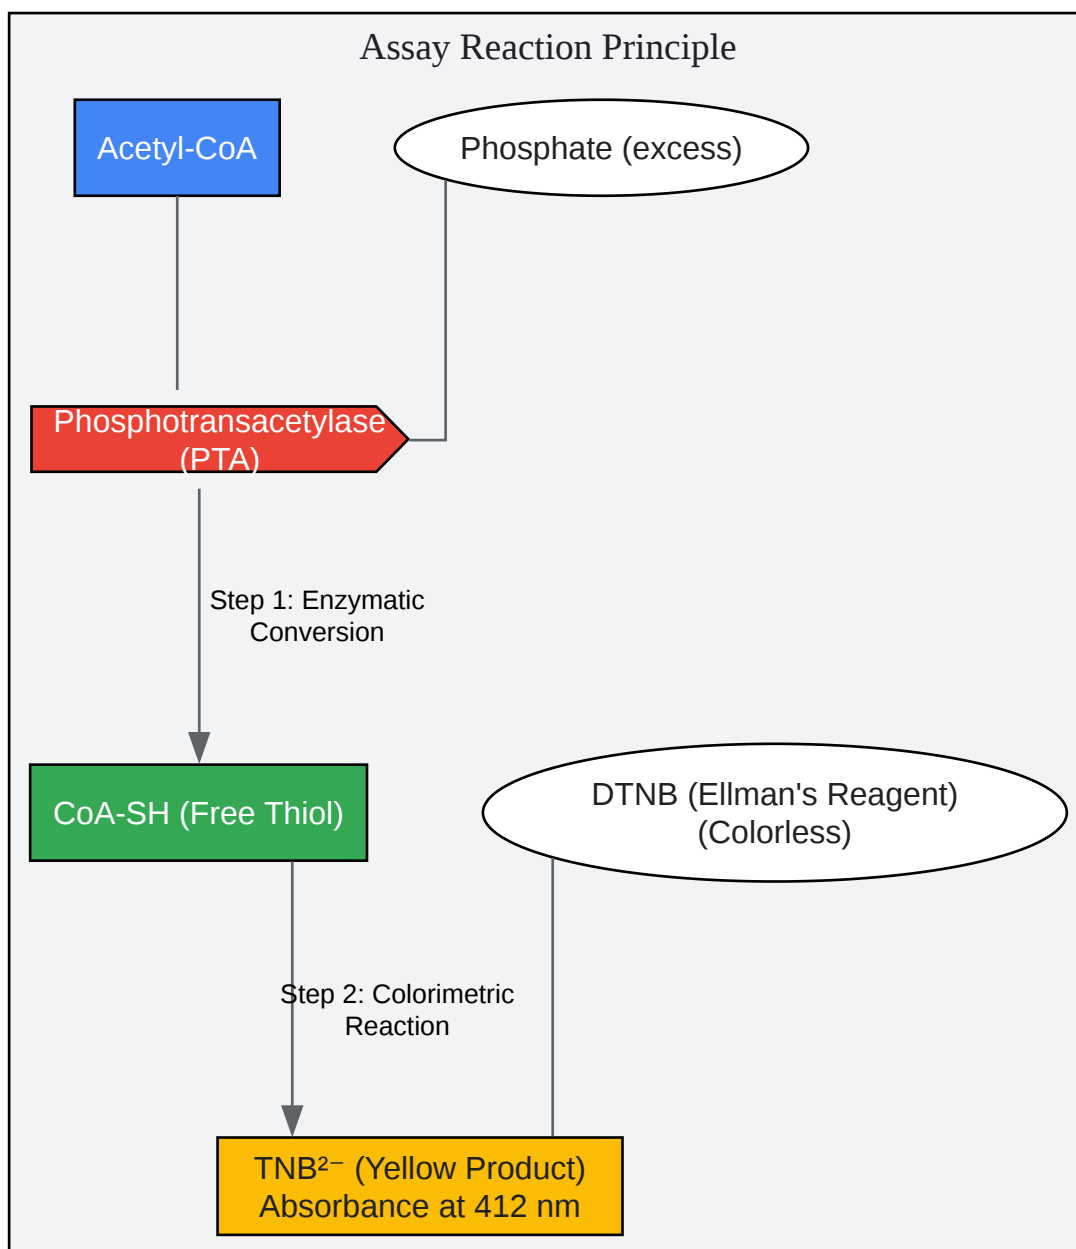 Assay Reaction Principle
Acetyl-CoA
Phosphate (excess)
Phosphotransacetylase
(PTA)
Step 1: Enzymatic
Conversion
CoA-SH (Free Thiol)
DTNB (Ellman's Reagent)
(Colorless)
Step 2: Colorimetric
Reaction
TNB²⁻ (Yellow Product)
Absorbance at 412 nm